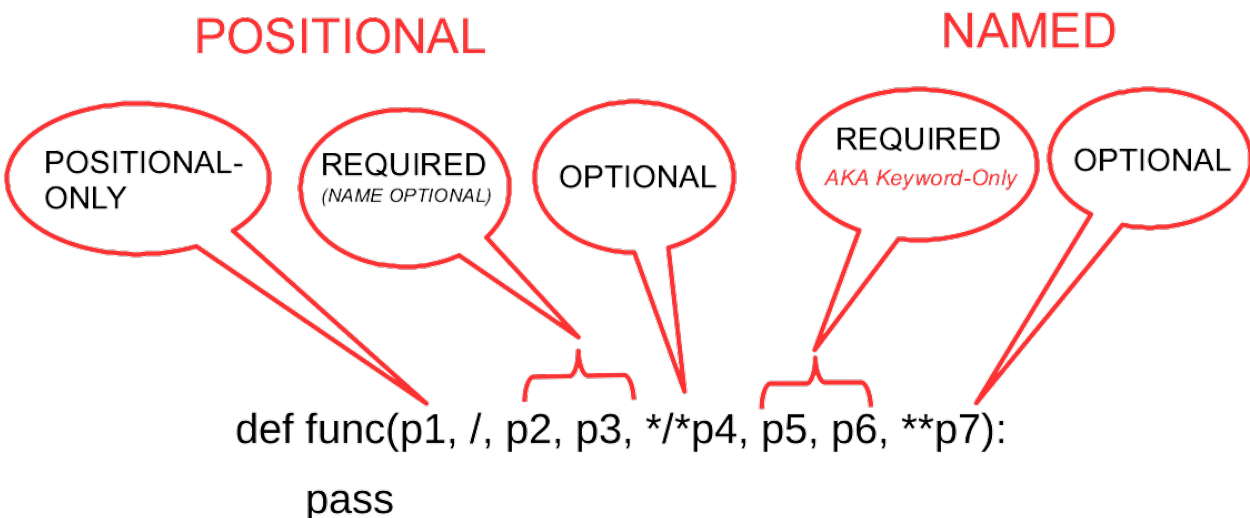 POSITIONAL
NAMED
POSITIONAL-
ONLY
REQUIRED
(NAME OPTIONAL)
OPTIONAL
REQUIRED
AKA Keyword-Only
OPTIONAL
def func(p1, /, p2, p3, */*p4, p5, p6, **p7):
pass